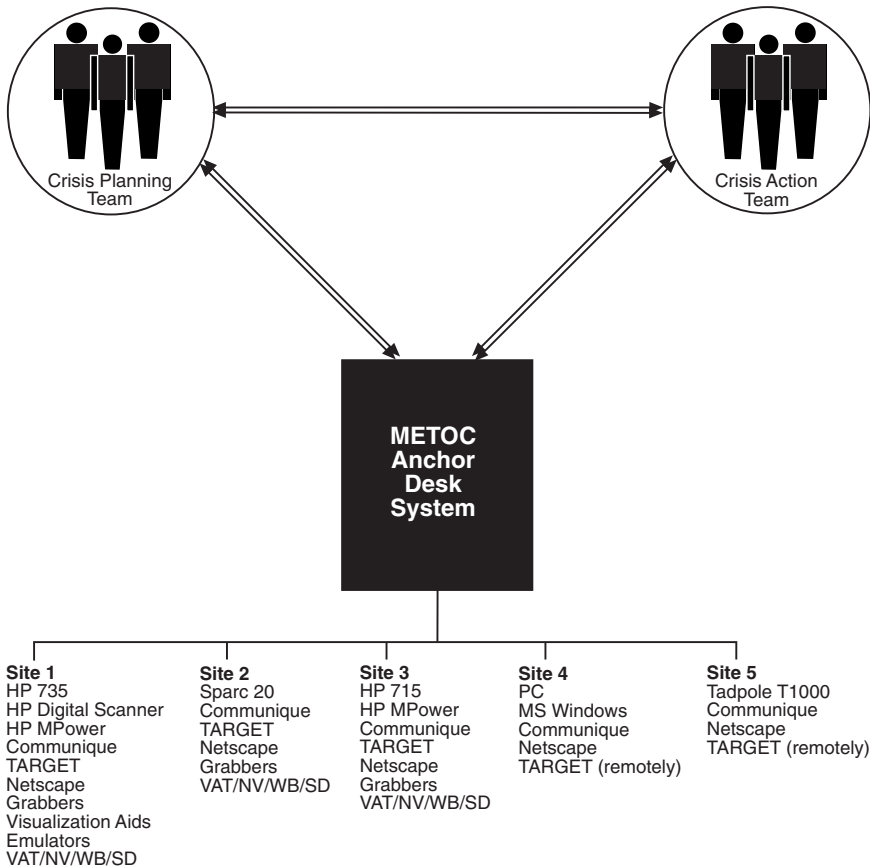 Crisis Planning
Team
Crisis Action
Team
METOC
Anchor
Desk
System
Site 1
HP 735
HP Digital Scanner
HP MPower
Communique
TARGET
Netscape
Grabbers
Visualization Aids
Emulators
VAT/NV/WB/SD
Site 2
Sparc 20
Communique
TARGET
Netscape
Grabbers
VAT/NV/WB/SD
Site 3
HP 715
HP MPower
Communique
TARGET
Netscape
Grabbers
VAT/NV/WB/SD
Site 4
PC
MS Windows
Communique
Netscape
TARGET (remotely)
Site 5
Tadpole T1000
Communique
Netscape
TARGET (remotely)